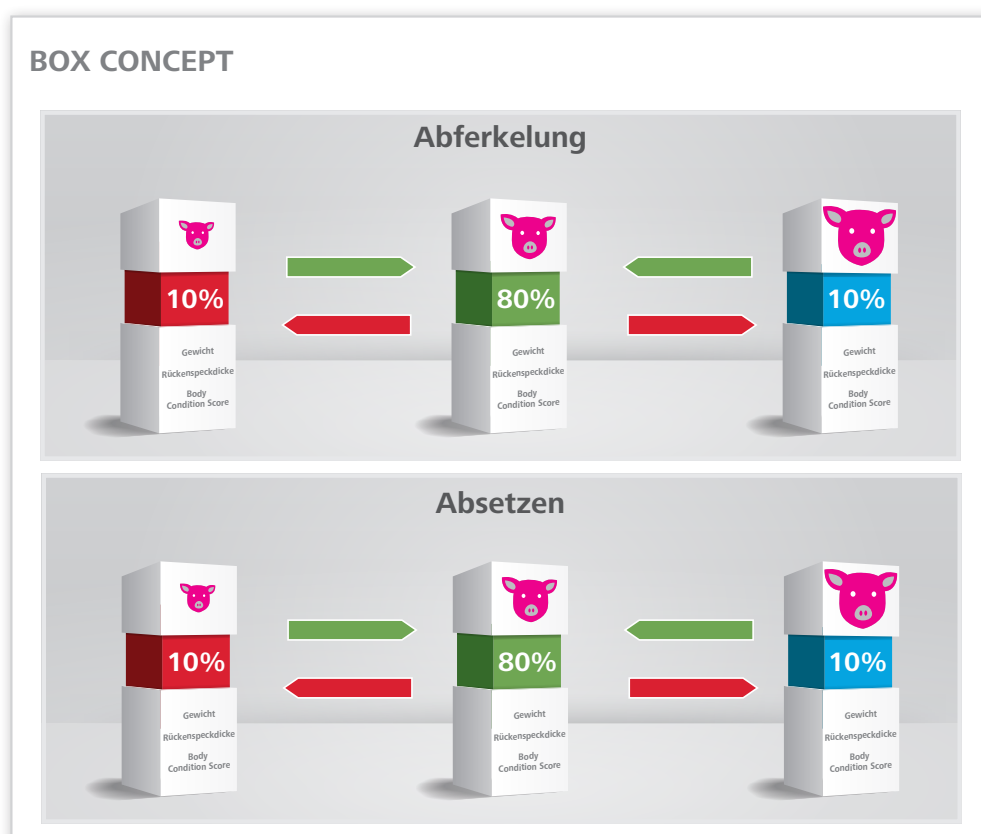 BOX CONCEPT
Abferkelung
10%
80%
10%
Gewicht
Rückenspeckdicke
Body
Condition Score
Gewicht
Rückenspeckdicke
Body
Condition Score
Gewicht
Rückenspeckdicke
Body
Condition Score
Absetzen
10%
80%
10%
Gewicht
Rückenspeckdicke
Body
Condition Score
Gewicht
Rückenspeckdicke
Body
Condition Score
Gewicht
Rückenspeckdicke
Body
Condition Score